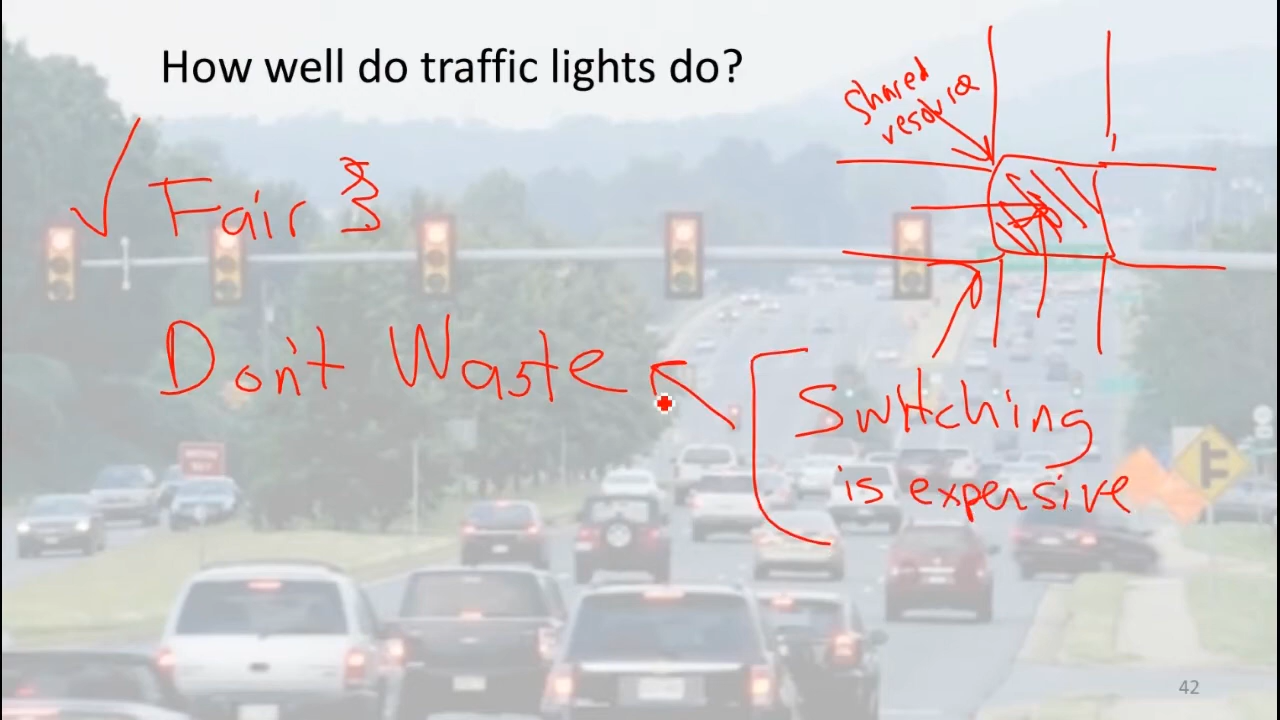 How well do traffic lights do?
shared
resource
✓ Fair
Don't Waste
Switching
is expensive
42